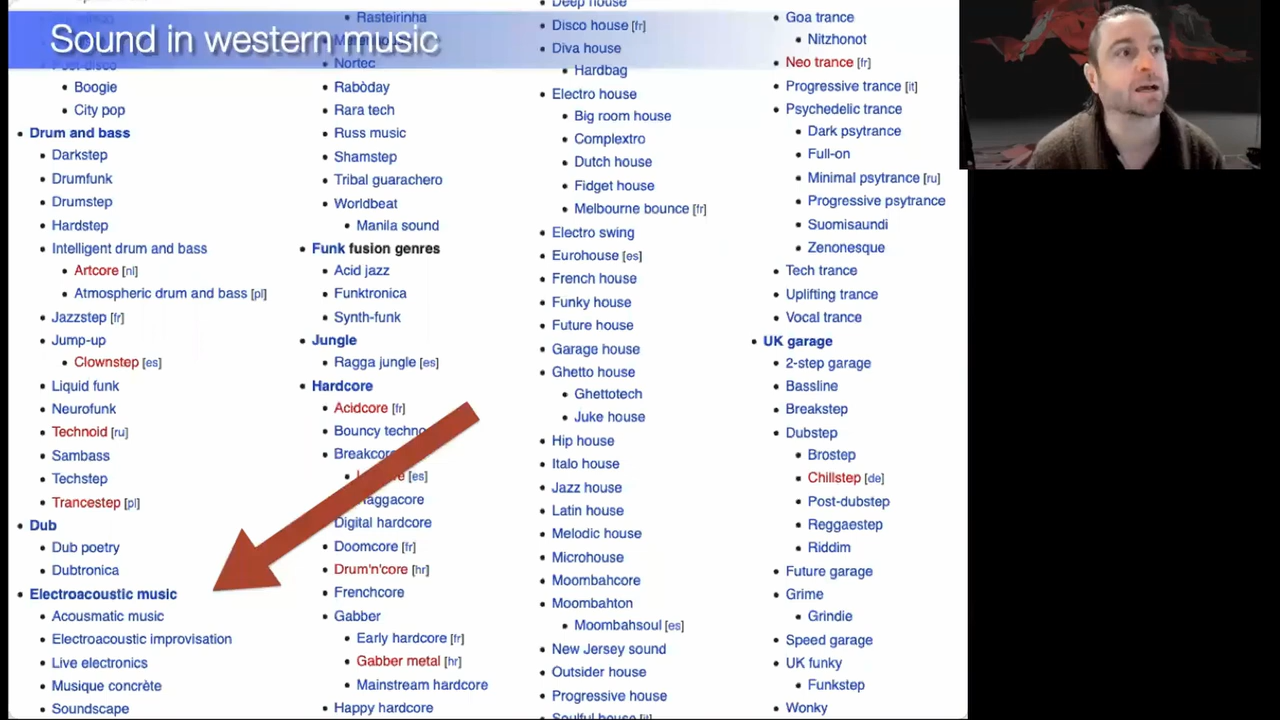 Sound in western music
Post-disco
Boogie
City pop
Drum and bass
Darkstep
Drumfunk
Drumstep
Hardstep
Intelligent drum and bass
Artcore [nl]
Atmospheric drum and bass [pl]
Jazzstep [fr]
Jump-up
Clownstep [es]
Liquid funk
Neurofunk
Technoid [ru]
Sambass
Techstep
Trancestep [pl]
Dub
Dub poetry
Dubtronica
Electroacoustic music
Acousmatic music
Electroacoustic improvisation
Live electronics
Musique concrète
Soundscape
Rasteirinha
Nortec
Rabòday
Rara tech
Russ music
Shamstep
Tribal guarachero
Worldbeat
Manila sound
Funk fusion genres
Acid jazz
Funktronica
Synth-funk
Jungle
Ragga jungle [es]
Hardcore
Acidcore [fr]
Bouncy techno
Breakcore
[es]
Raggacore
Digital hardcore
Doomcore [fr]
Drum'n'core [hr]
Frenchcore
Gabber
Early hardcore [fr]
Gabber metal [hr]
Mainstream hardcore
Happy hardcore
Deep house
Disco house [fr]
Diva house
Hardbag
Electro house
Big room house
Complextro
Dutch house
Fidget house
Melbourne bounce [fr]
Electro swing
Eurohouse [es]
French house
Funky house
Future house
Garage house
Ghetto house
Ghettotech
Juke house
Hip house
Italo house
Jazz house
Latin house
Melodic house
Microhouse
Moombahcore
Moombahton
Moombahsoul [es]
New Jersey sound
Outsider house
Progressive house
Soulful house [it]
Goa trance
Nitzhonot
Neo trance [fr]
Progressive trance [it]
Psychedelic trance
Dark psytrance
Full-on
Minimal psytrance [ru]
Progressive psytrance
Suomisaundi
Zenonesque
Tech trance
Uplifting trance
Vocal trance
UK garage
2-step garage
Bassline
Breakstep
Dubstep
Brostep
Chillstep [de]
Post-dubstep
Reggaestep
Riddim
Future garage
Grime
Grindie
Speed garage
UK funky
Funkstep
Wonky